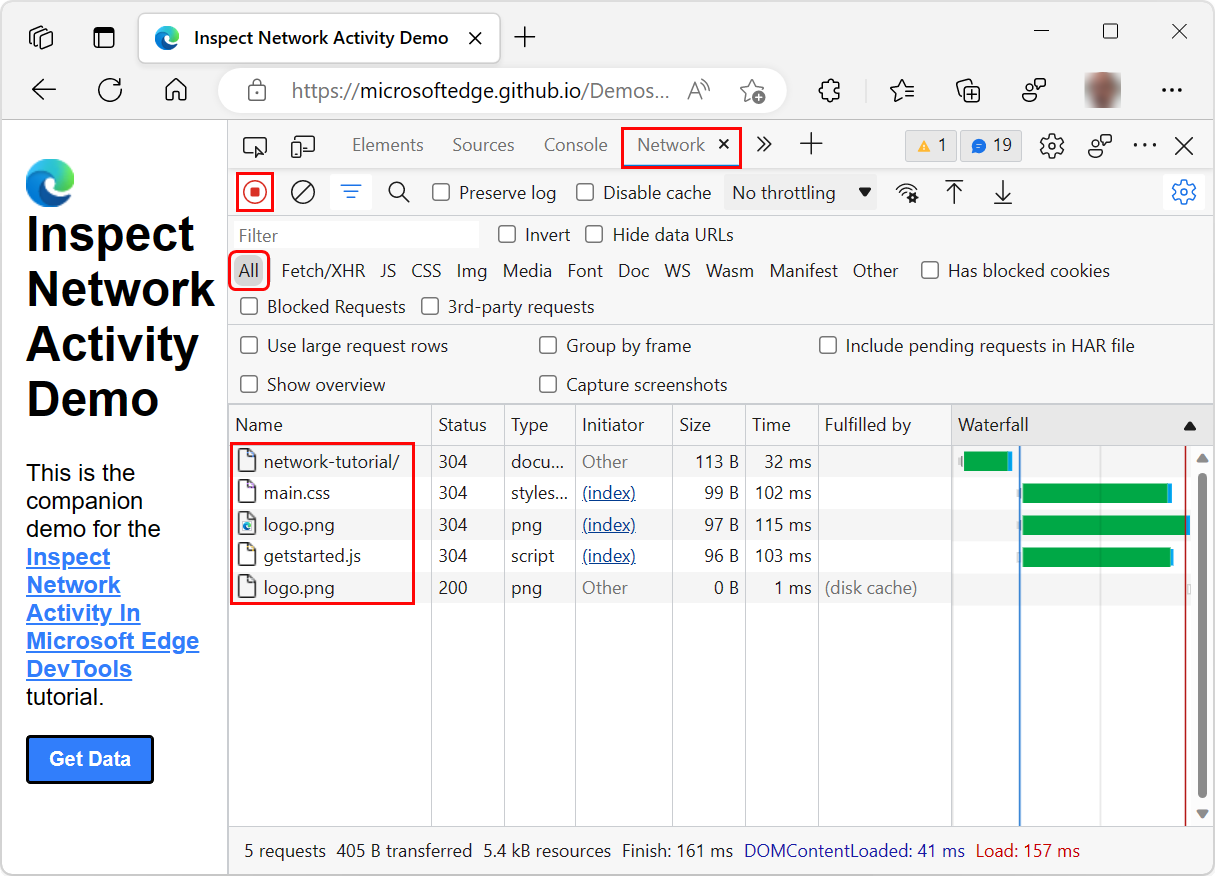 Inspect Network Activity Demo
https://microsoftedge.github.io/Demos...
Elements Sources Console Network 1 19
Preserve log Disable cache No throttling
Filter Invert Hide data URLs
All Fetch/XHR JS CSS Img Media Font Doc WS Wasm Manifest Other Has blocked cookies
Blocked Requests 3rd-party requests
Use large request rows Group by frame Include pending requests in HAR file
Show overview Capture screenshots
Name Status Type Initiator Size Time Fulfilled by Waterfall
network-tutorial/ 304 docu... Other 113 B 32 ms
main.css 304 styles... (index) 99 B 102 ms
logo.png 304 png (index) 97 B 115 ms
getstarted.js 304 script (index) 96 B 103 ms
logo.png 200 png Other 0 B 1 ms (disk cache)
5 requests 405 B transferred 5.4 kB resources Finish: 161 ms DOMContentLoaded: 41 ms Load: 157 ms
Inspect
Network
Activity
Demo
This is the
companion
demo for the
Inspect
Network
Activity In
Microsoft Edge
DevTools
tutorial.
Get Data